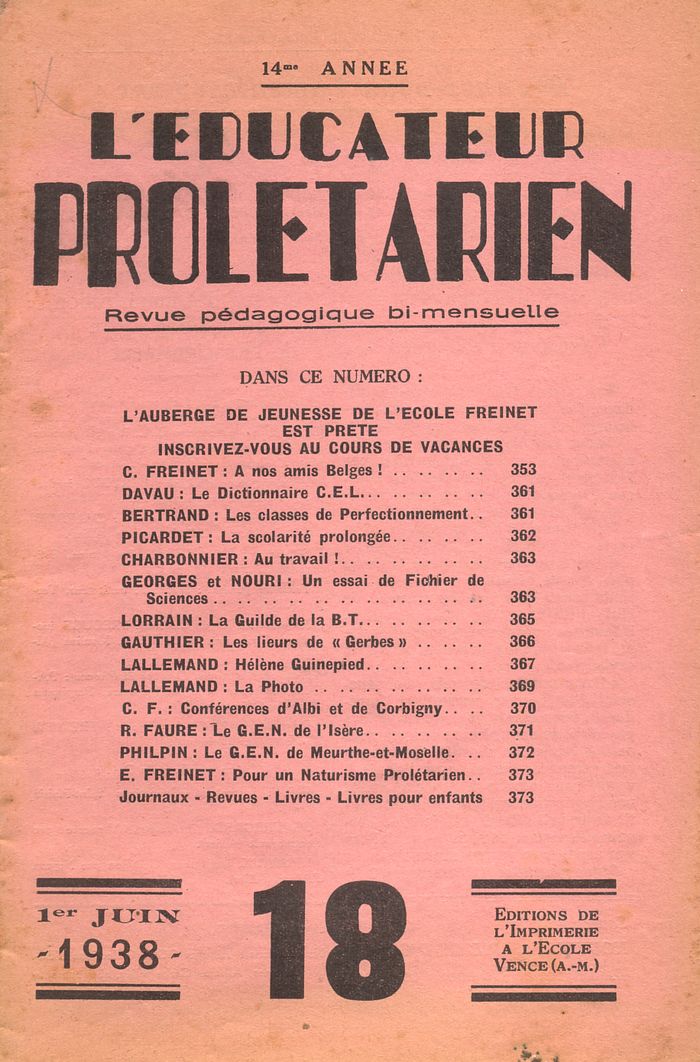 14me ANNEE
L'EDUCATEUR
PROLETARIEN
Revue pédagogique bi-mensuelle
DANS CE NUMERO :
L'AUBERGE DE JEUNESSE DE L'ECOLE FREINET
EST PRETE
INSCRIVEZ-VOUS AU COURS DE VACANCES
C. FREINET : A nos amis Belges ! . . . . . . . 353
DAVAU : Le Dictionnaire C.E.L. . . . . . . . 361
BERTRAND : Les classes de Perfectionnement . . 361
PICARDET : La scolarité prolongée . . . . . . . 362
CHARBONNIER : Au travail ! . . . . . . . . . . 363
GEORGES et NOURI : Un essai de Fichier de
Sciences . . . . . . . . . . . . . . . . . . 363
LORRAIN : La Guilde de la B.T. . . . . . . . . 365
GAUTHIER : Les lieurs de « Gerbes » . . . . . 366
LALLEMAND : Hélène Guinepied . . . . . . . . 367
LALLEMAND : La Photo . . . . . . . . . . . 369
C. F. : Conférences d'Albi et de Corbigny . . . . 370
R. FAURE : Le G.E.N. de l'Isère . . . . . . . . 371
PHILPIN : Le G.E.N. de Meurthe-et-Moselle . . . 372
E. FREINET : Pour un Naturisme Prolétarien . . 373
Journaux - Revues - Livres - Livres pour enfants 373
1er JUIN
- 1938 -
18
EDITIONS DE
L'IMPRIMERIE
A L'ECOLE
VENCE (A.-M.)